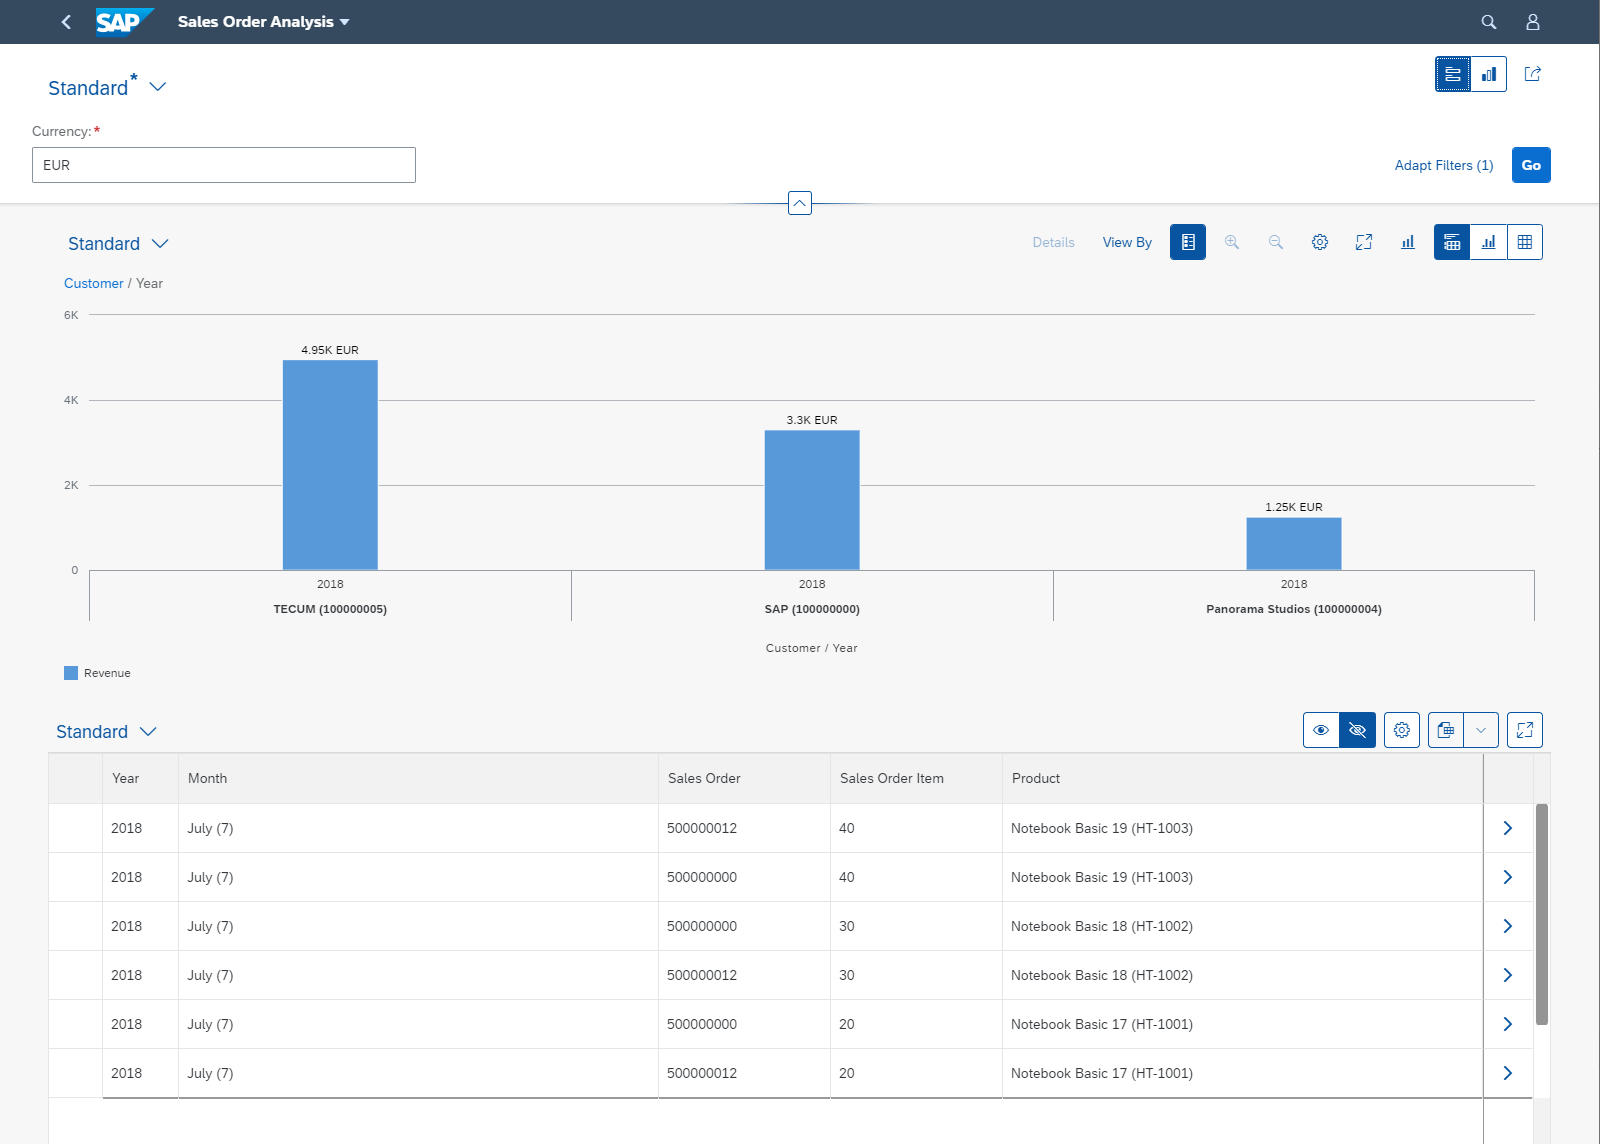 SAP Sales Order Analysis
Standard*
Currency:*
EUR
Adapt Filters (1) Go
Standard
Details View By
Customer / Year
6K
4.95K EUR
4K
3.3K EUR
2K
1.25K EUR
0
2018 2018 2018
TECUM (100000005) SAP (100000000) Panorama Studios (100000004)
Customer / Year
Revenue
Standard
Year Month Sales Order Sales Order Item Product
2018 July (7) 500000012 40 Notebook Basic 19 (HT-1003)
2018 July (7) 500000000 40 Notebook Basic 19 (HT-1003)
2018 July (7) 500000000 30 Notebook Basic 18 (HT-1002)
2018 July (7) 500000012 30 Notebook Basic 18 (HT-1002)
2018 July (7) 500000000 20 Notebook Basic 17 (HT-1001)
2018 July (7) 500000012 20 Notebook Basic 17 (HT-1001)